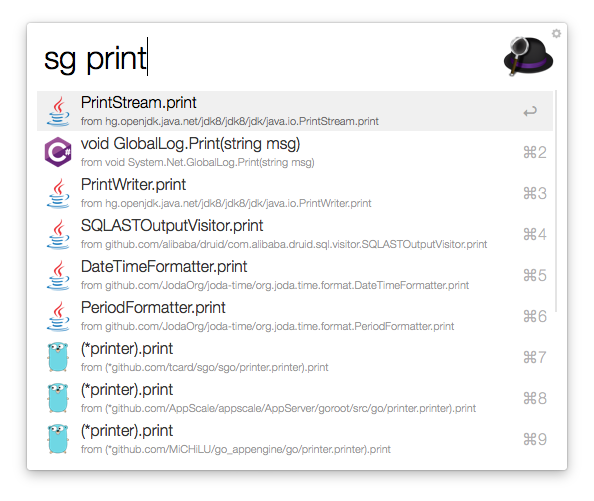 sg print
PrintStream.print
from hg.openjdk.java.net/jdk8/jdk8/jdk/java.io.PrintStream.print
↩
C#
void GlobalLog.Print(string msg)
from void System.Net.GlobalLog.Print(string msg)
⌘2
PrintWriter.print
from hg.openjdk.java.net/jdk8/jdk8/jdk/java.io.PrintWriter.print
⌘3
SQLASTOutputVisitor.print
from github.com/alibaba/druid/com.alibaba.druid.sql.visitor.SQLASTOutputVisitor.print
⌘4
DateTimeFormatter.print
from github.com/JodaOrg/joda-time/org.joda.time.format.DateTimeFormatter.print
⌘5
PeriodFormatter.print
from github.com/JodaOrg/joda-time/org.joda.time.format.PeriodFormatter.print
⌘6
(*printer).print
from (*github.com/tcard/sgo/sgo/printer.printer).print
⌘7
(*printer).print
from (*github.com/AppScale/appscale/AppServer/goroot/src/go/printer.printer).print
⌘8
(*printer).print
from (*github.com/MiCHiLU/go_appengine/go/printer.printer).print
⌘9